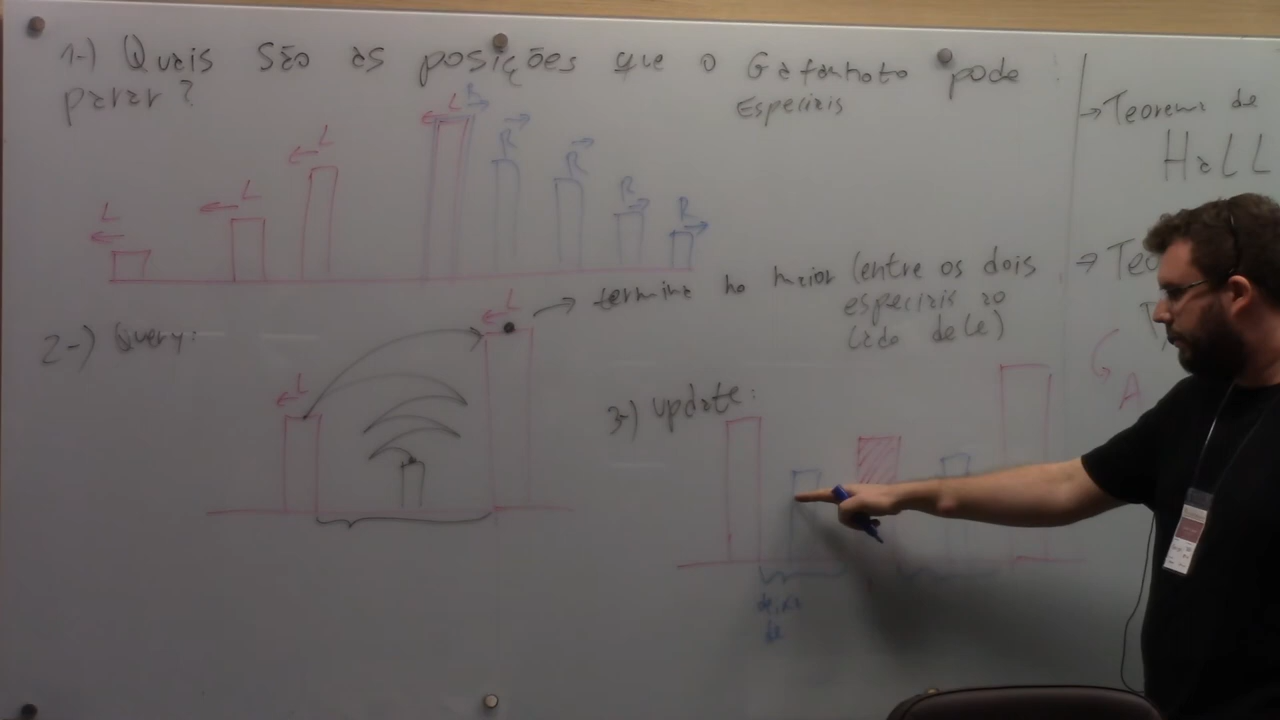 1-) Quais são as posições que o Gafanhoto pode
parar?
Especiais
L R
L R
L R
L R
L R
2-) Query:
L
L
→ termina no maior (entre os dois
especiais ao
lado dele)
3-) update:
deixa
de
→ Teorema de
HaLL
→ Teo
A